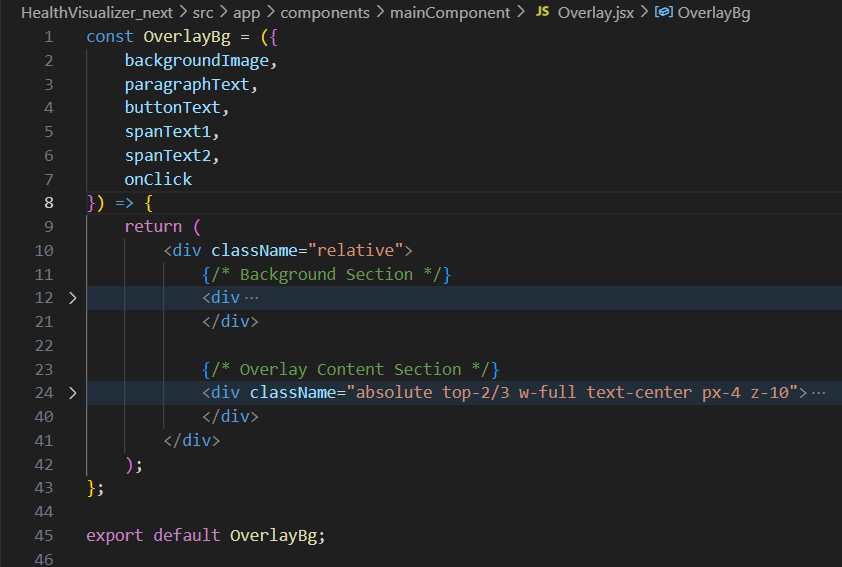 HealthVisualizer_next > src > app > components > mainComponent > JS Overlay.jsx > OverlayBg
1 const OverlayBg = ({
2 backgroundImage,
3 paragraphText,
4 buttonText,
5 spanText1,
6 spanText2,
7 onClick
8 }) => {
9 return (
10 <div className="relative">
11 {/* Background Section */}
12 > <div ···
21 </div>
22
23 {/* Overlay Content Section */}
24 > <div className="absolute top-2/3 w-full text-center px-4 z-10"> ···
40 </div>
41 </div>
42 );
43 };
44
45 export default OverlayBg;
46